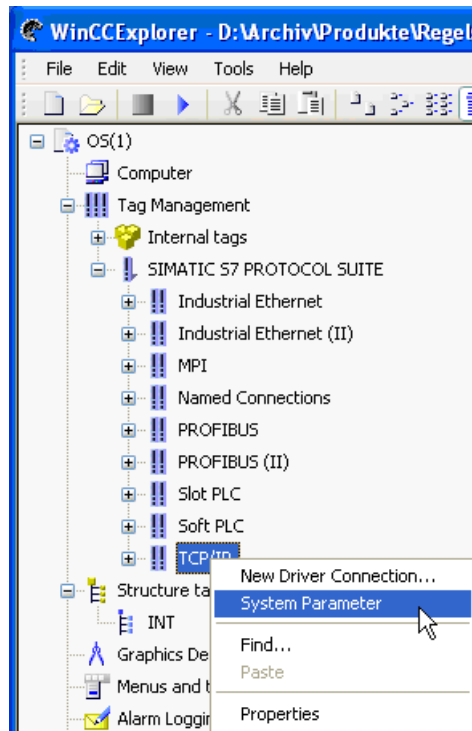 WinCCExplorer - D:\Archiv\Produkte\Regel
File Edit View Tools Help
OS(1)
Computer
Tag Management
Internal tags
SIMATIC S7 PROTOCOL SUITE
Industrial Ethernet
Industrial Ethernet (II)
MPI
Named Connections
PROFIBUS
PROFIBUS (II)
Slot PLC
Soft PLC
TCP/IP
New Driver Connection...
Structure ta
System Parameter
INT
Find...
Graphics De
Paste
Menus and t
Alarm Loggin
Properties